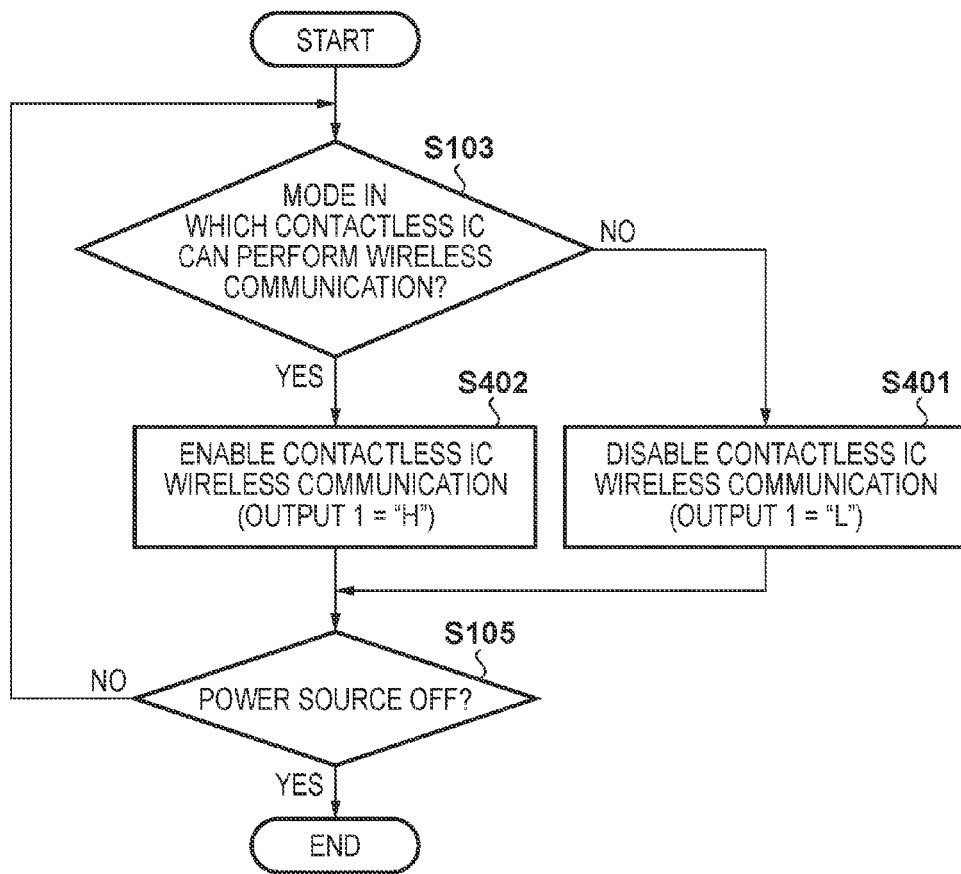 START
S103
MODE IN
WHICH CONTACTLESS IC
CAN PERFORM WIRELESS
COMMUNICATION?
NO
YES
S402
ENABLE CONTACTLESS IC
WIRELESS COMMUNICATION
(OUTPUT 1 = “H”)
S401
DISABLE CONTACTLESS IC
WIRELESS COMMUNICATION
(OUTPUT 1 = “L”)
S105
NO
POWER SOURCE OFF?
YES
END